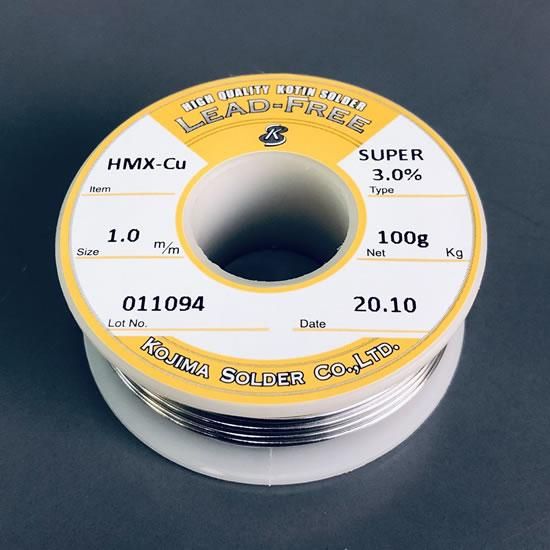 HIGH QUALITY KOTIN SOLDER
LEAD-FREE
KS
HMX-Cu
Item
SUPER
3.0%
Type
Size 1.0 m/m
100g
Net Kg
011094
Lot No.
20.10
Date
KOJIMA SOLDER CO.,LTD.